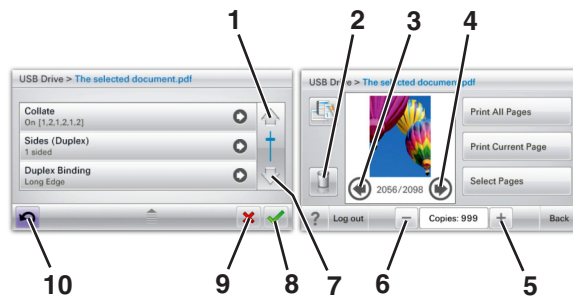 1
2
3
4
USB Drive > The selected document.pdf
Collate
On [1,2,1,2,1,2]
Sides (Duplex)
1 sided
Duplex Binding
Long Edge
USB Drive > The selected document.pdf
Print All Pages
Print Current Page
Select Pages
2056/2098
? Log out
Copies: 999
Back
10
9
8
7
6
5